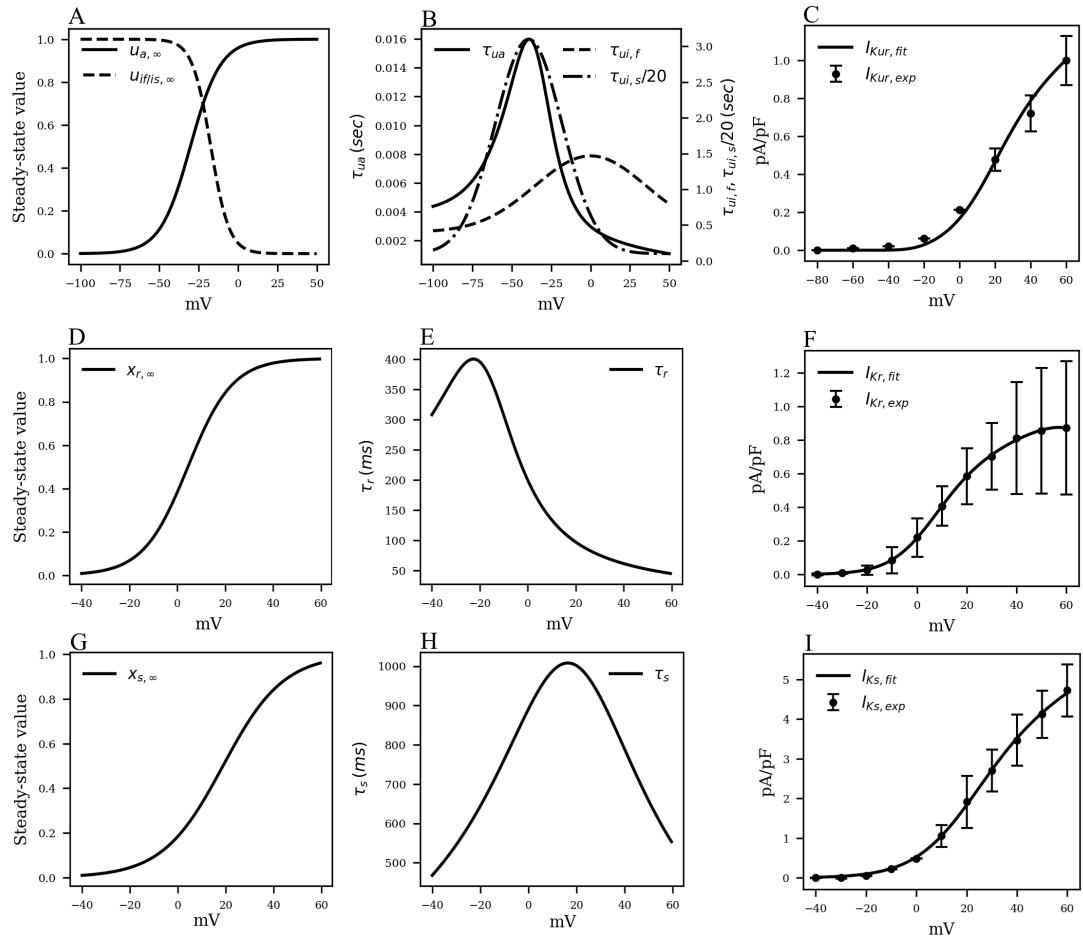 A
Steady-state value
1.0
0.8
0.6
0.4
0.2
0.0
u_{a,∞}
u_{if/is,∞}
−100 −75 −50 −25 0 25 50
mV
B
τ_{ua} (sec)
0.016
0.014
0.012
0.010
0.008
0.006
0.004
0.002
τ_{ua}
τ_{ui,f}
τ_{ui,s}/20
3.0
2.5
2.0
1.5
1.0
0.5
0.0
τ_{ui,f}, τ_{ui,s}/20 (sec)
−100 −75 −50 −25 0 25 50
mV
C
pA/pF
1.0
0.8
0.6
0.4
0.2
0.0
I_{Kur,fit}
I_{Kur,exp}
−80 −60 −40 −20 0 20 40 60
mV
D
Steady-state value
1.0
0.8
0.6
0.4
0.2
0.0
x_{r,∞}
−40 −20 0 20 40 60
mV
E
τ_r (ms)
400
350
300
250
200
150
100
50
τ_r
−40 −20 0 20 40 60
mV
F
pA/pF
1.2
1.0
0.8
0.6
0.4
0.2
0.0
I_{Kr,fit}
I_{Kr,exp}
−40 −20 0 20 40 60
mV
G
Steady-state value
1.0
0.8
0.6
0.4
0.2
0.0
x_{s,∞}
−40 −20 0 20 40 60
mV
H
τ_s (ms)
1000
900
800
700
600
500
τ_s
−40 −20 0 20 40 60
mV
I
pA/pF
5
4
3
2
1
0
I_{Ks,fit}
I_{Ks,exp}
−40 −20 0 20 40 60
mV